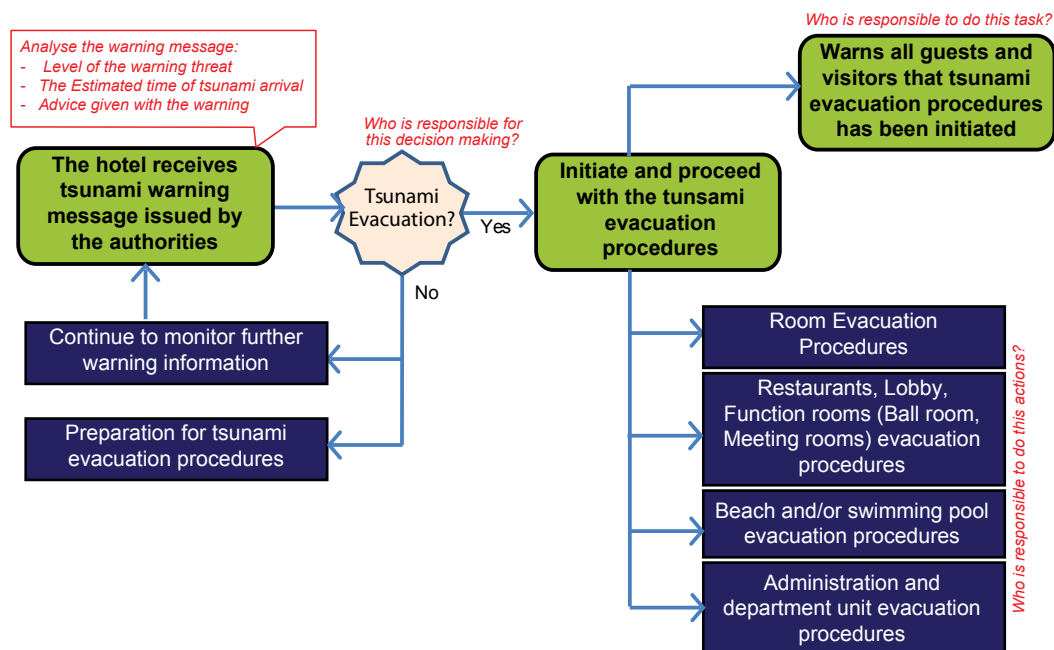 Analyse the warning message:
- Level of the warning threat
- The Estimated time of tsunami arrival
- Advice given with the warning
The hotel receives
tsunami warning
message issued by
the authorities
Who is responsible for
this decision making?
Tsunami
Evacuation?
Yes
No
Continue to monitor further
warning information
Preparation for tsunami
evacuation procedures
Initiate and proceed
with the tunsami
evacuation
procedures
Who is responsible to do this task?
Warns all guests and
visitors that tsunami
evacuation procedures
has been initiated
Room Evacuation
Procedures
Restaurants, Lobby,
Function rooms (Ball room,
Meeting rooms) evacuation
procedures
Beach and/or swimming pool
evacuation procedures
Administration and
department unit evacuation
procedures
Who is responsible to do this actions?